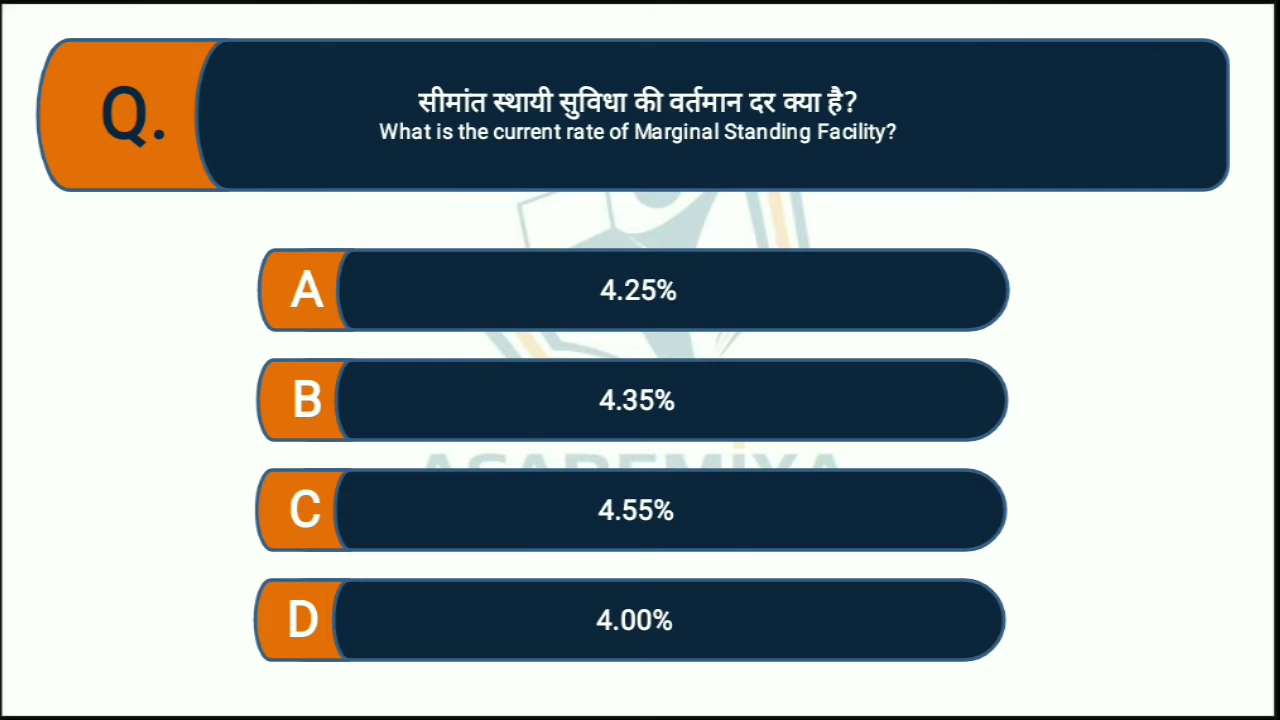 Q.
सीमांत स्थायी सुविधा की वर्तमान दर क्या है?
What is the current rate of Marginal Standing Facility?
A
4.25%
B
4.35%
C
4.55%
D
4.00%